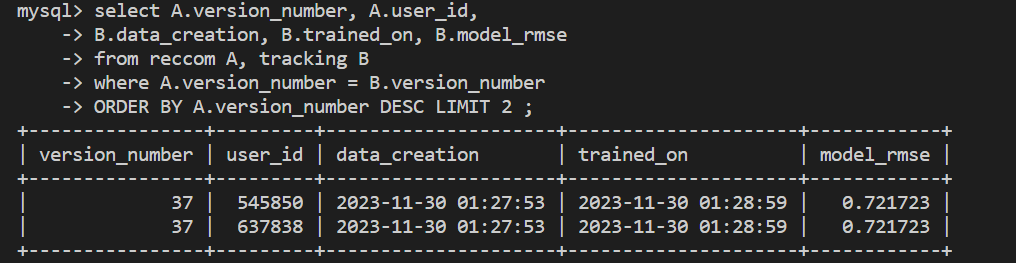 mysql> select A.version_number, A.user_id,
    -> B.data_creation, B.trained_on, B.model_rmse
    -> from reccom A, tracking B
    -> where A.version_number = B.version_number
    -> ORDER BY A.version_number DESC LIMIT 2 ;
+----------------+---------+---------------------+---------------------+------------+
| version_number | user_id | data_creation       | trained_on          | model_rmse |
+----------------+---------+---------------------+---------------------+------------+
|             37 |  545850 | 2023-11-30 01:27:53 | 2023-11-30 01:28:59 |   0.721723 |
|             37 |  637838 | 2023-11-30 01:27:53 | 2023-11-30 01:28:59 |   0.721723 |
+----------------+---------+---------------------+---------------------+------------+